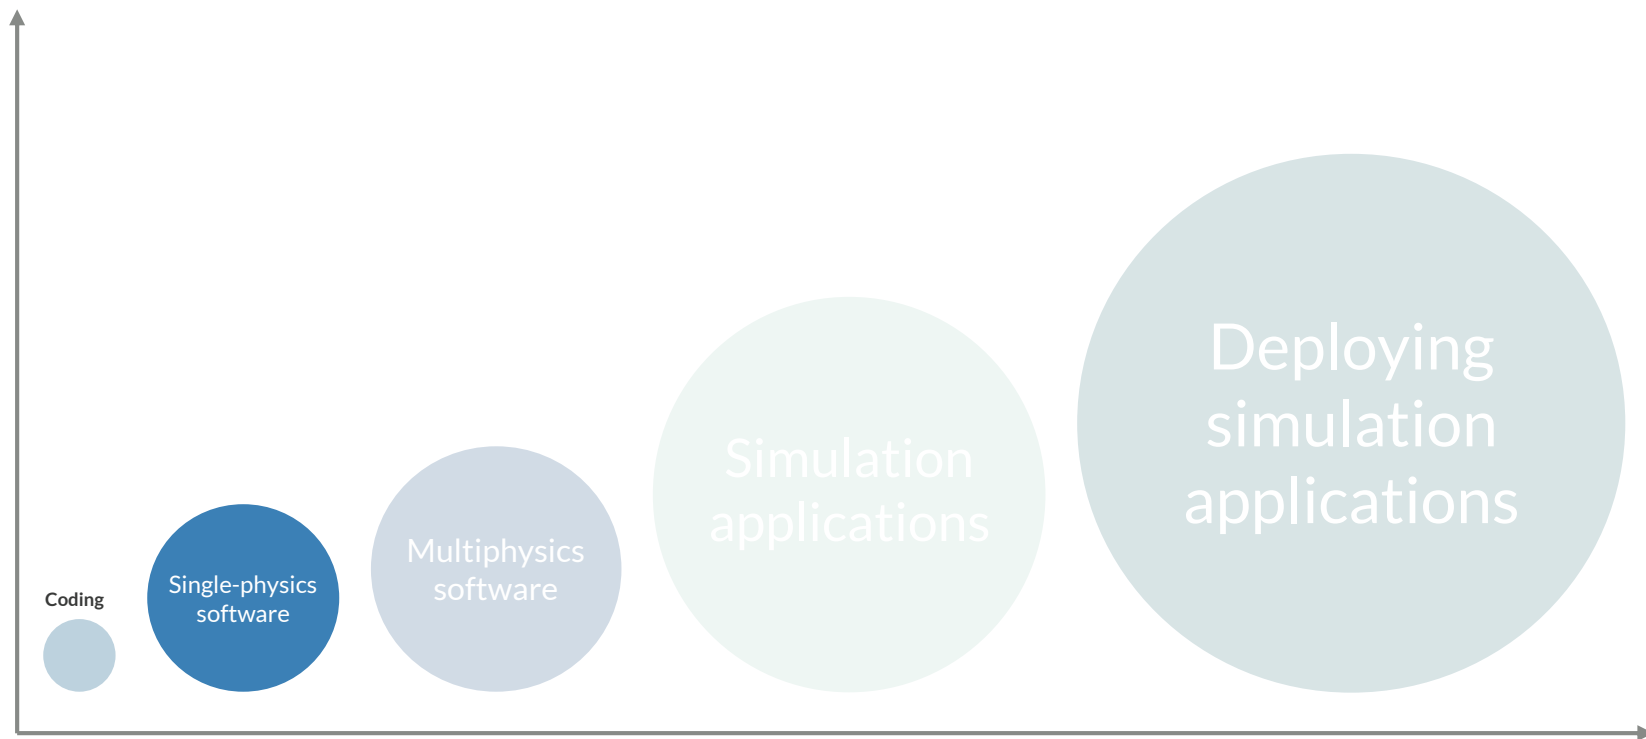 Coding
Single-physics
software
Multiphysics
software
Simulation
applications
Deploying
simulation
applications